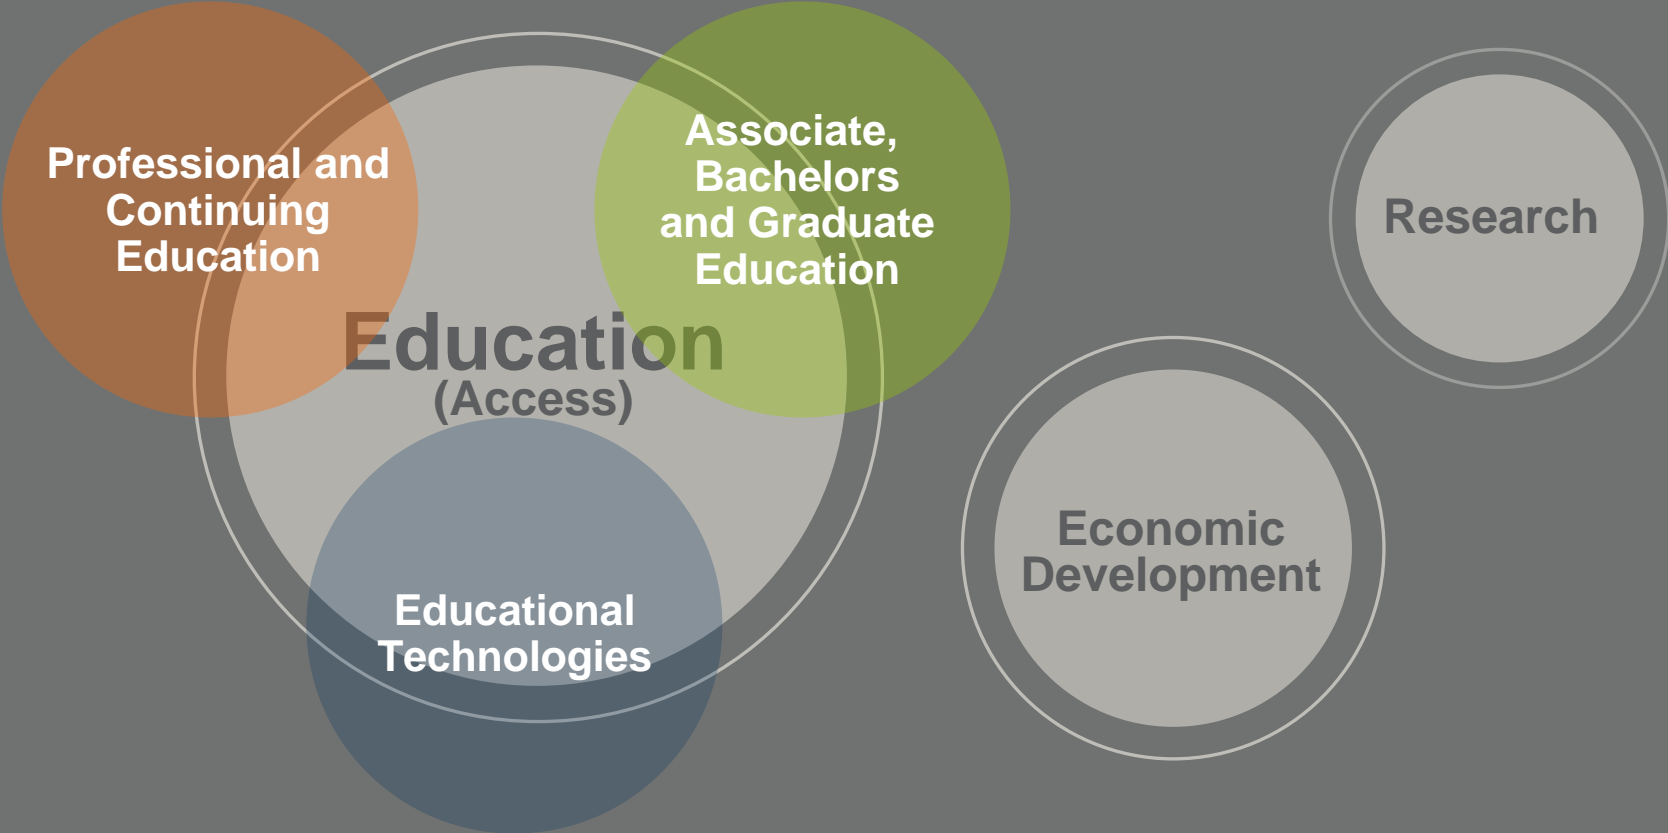 Professional and
Continuing
Education
Associate,
Bachelors
and Graduate
Education
Education
(Access)
Educational
Technologies
Research
Economic
Development